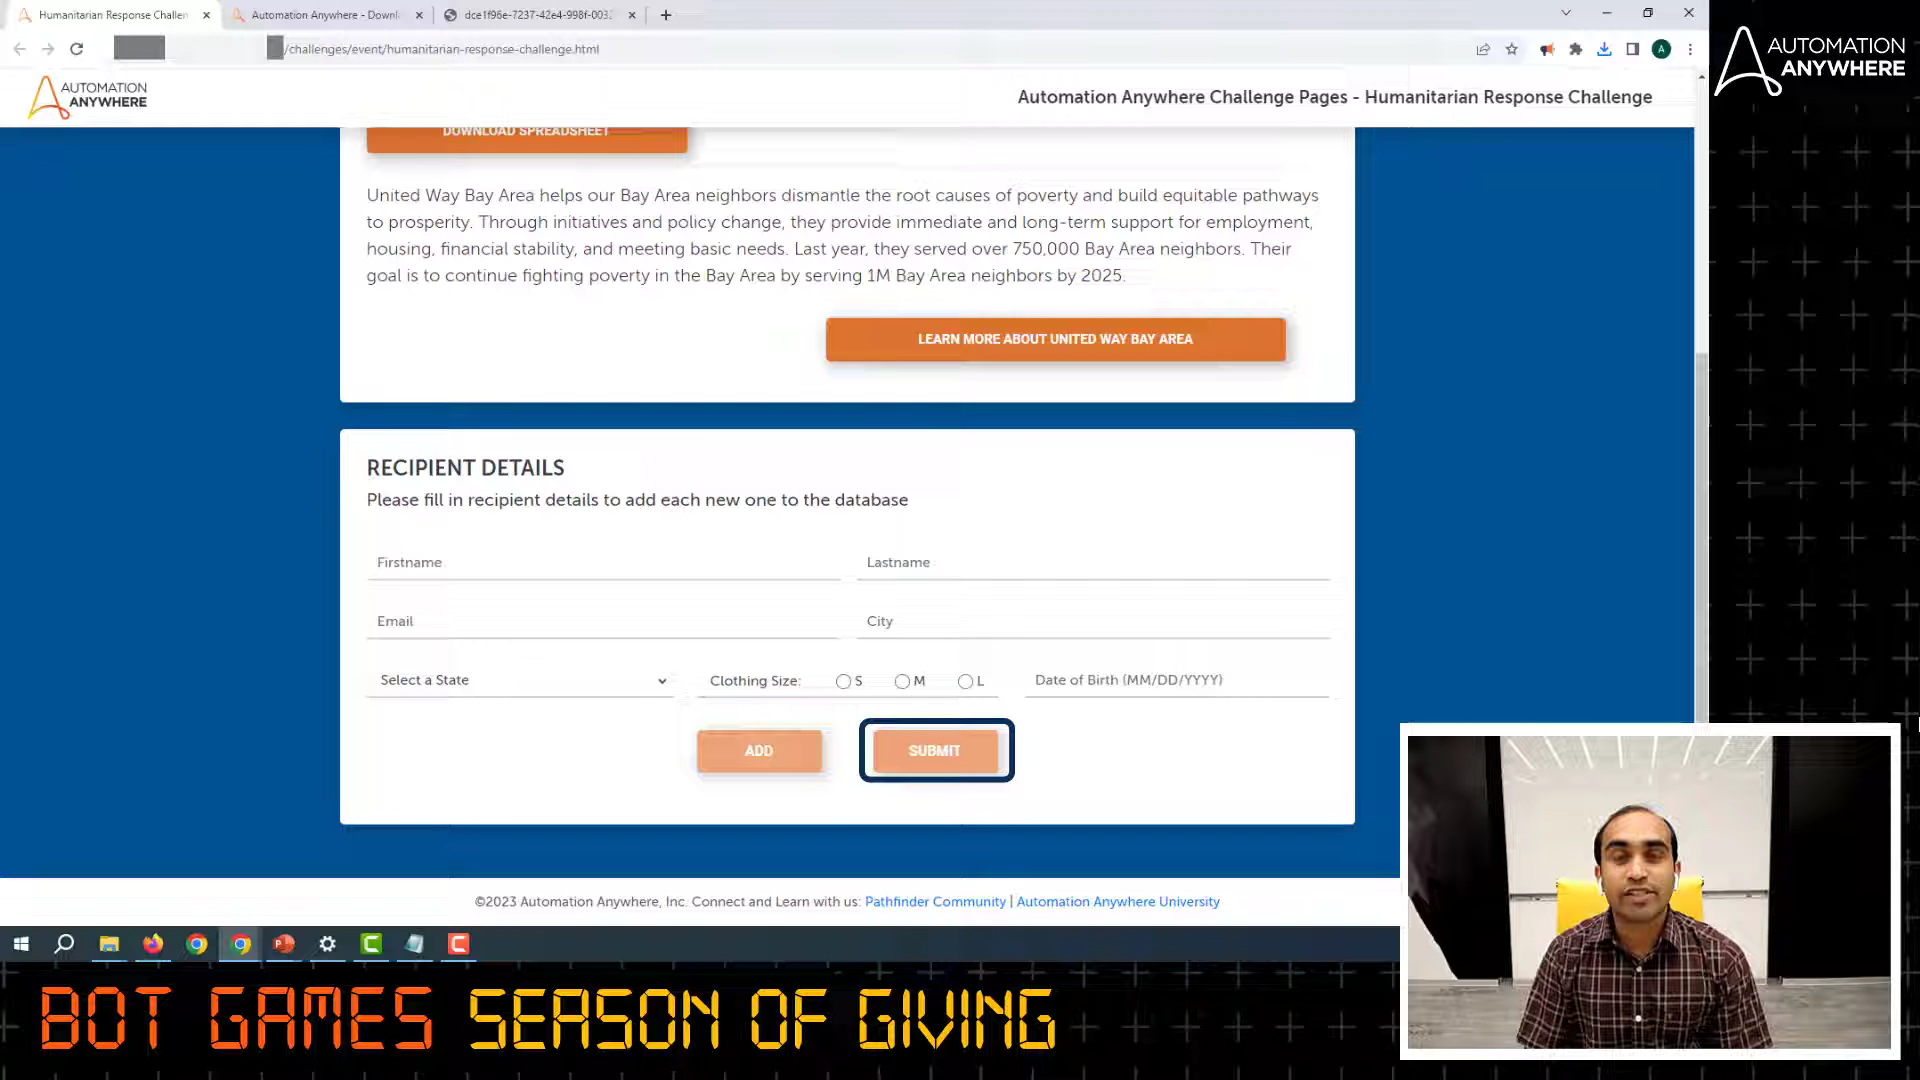 Humanitarian Response Challen
Automation Anywhere - Downl
dce1f96e-7237-42e4-998f-0032
/challenges/event/humanitarian-response-challenge.html
A
AUTOMATION
ANYWHERE
AUTOMATION
ANYWHERE
Automation Anywhere Challenge Pages - Humanitarian Response Challenge
DOWNLOAD SPREADSHEET
United Way Bay Area helps our Bay Area neighbors dismantle the root causes of poverty and build equitable pathways
to prosperity. Through initiatives and policy change, they provide immediate and long-term support for employment,
housing, financial stability, and meeting basic needs. Last year, they served over 750,000 Bay Area neighbors. Their
goal is to continue fighting poverty in the Bay Area by serving 1M Bay Area neighbors by 2025.
LEARN MORE ABOUT UNITED WAY BAY AREA
RECIPIENT DETAILS
Please fill in recipient details to add each new one to the database
Firstname
Lastname
Email
City
Select a State
Clothing Size: S M L
Date of Birth (MM/DD/YYYY)
ADD
SUBMIT
©2023 Automation Anywhere, Inc. Connect and Learn with us: Pathfinder Community | Automation Anywhere University
BOT GAMES SEASON OF GIVING